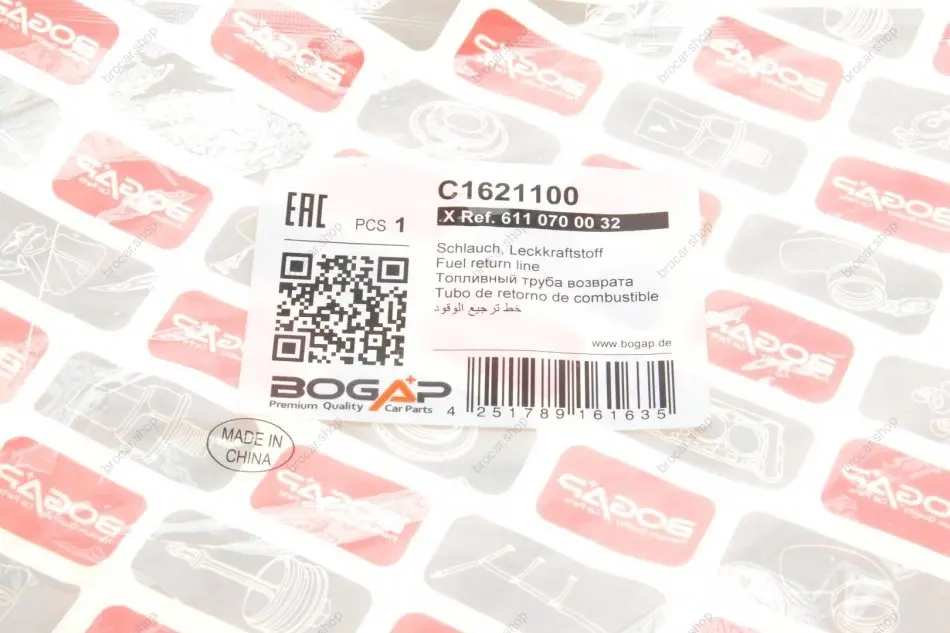 C1621100
X Ref. 611 070 00 32
EAC
PCS 1
Schlauch, Leckkraftstoff
Fuel return line
Топливный труба возврата
Tubo de retorno de combustible
خط ترجيع الوقود
www.bogap.de
BOGAP
Premium Quality Car Parts
4 251789 161635
MADE IN
CHINA
brocar.shop